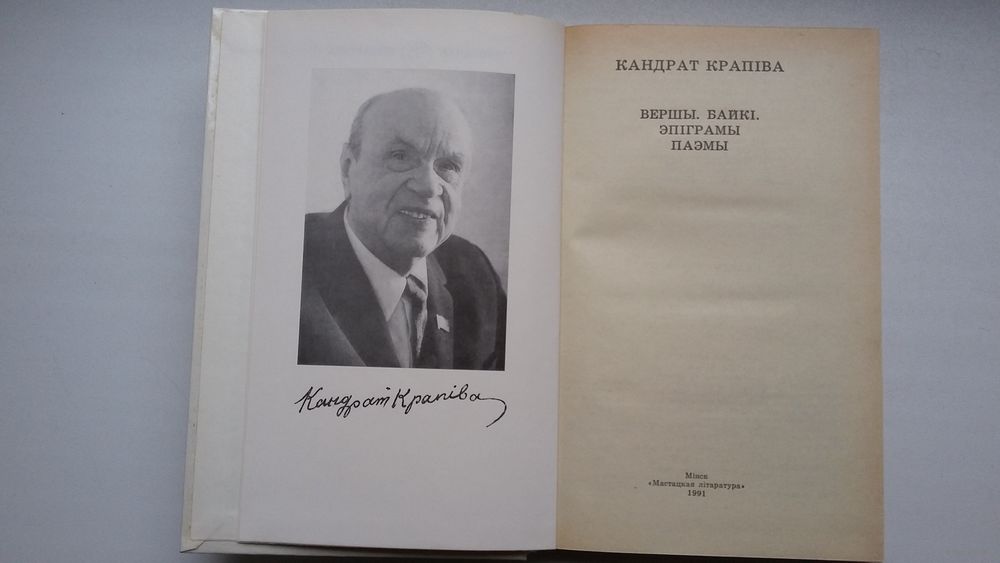 Кандрат Крапіва
КАНДРАТ КРАПІВА
ВЕРШЫ. БАЙКІ.
ЭПІГРАМЫ
ПАЭМЫ
Мінск
«Мастацкая літаратура»
1991